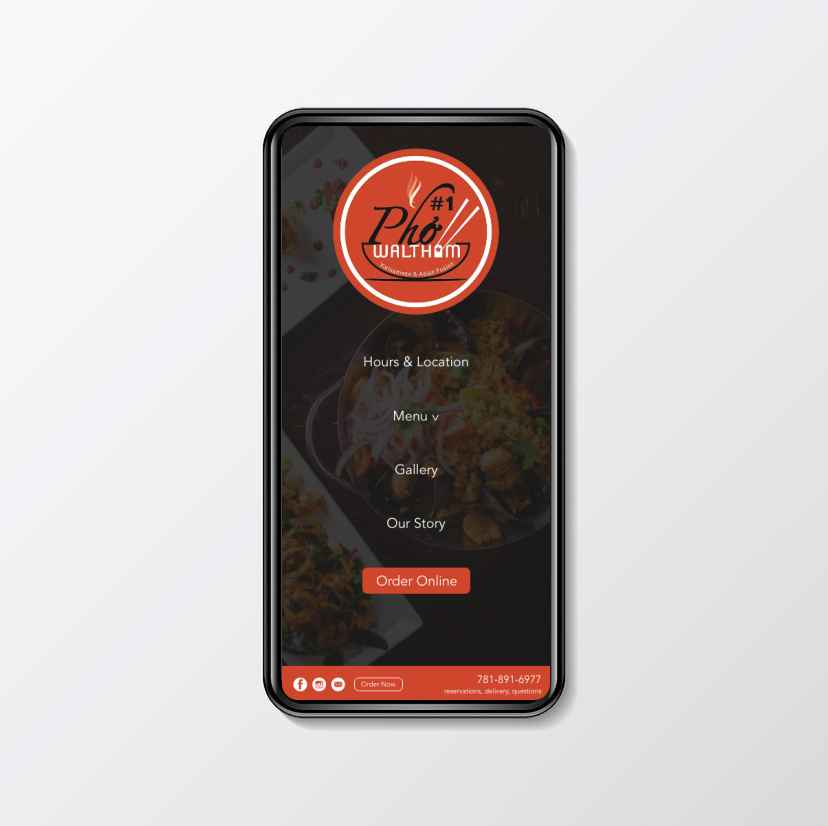 #1
Phở
WALTHAM
Vietnamese & Asian Fusion
Hours & Location
Menu v
Gallery
Our Story
Order Online
Order Now
781-891-6977
reservations, delivery, questions